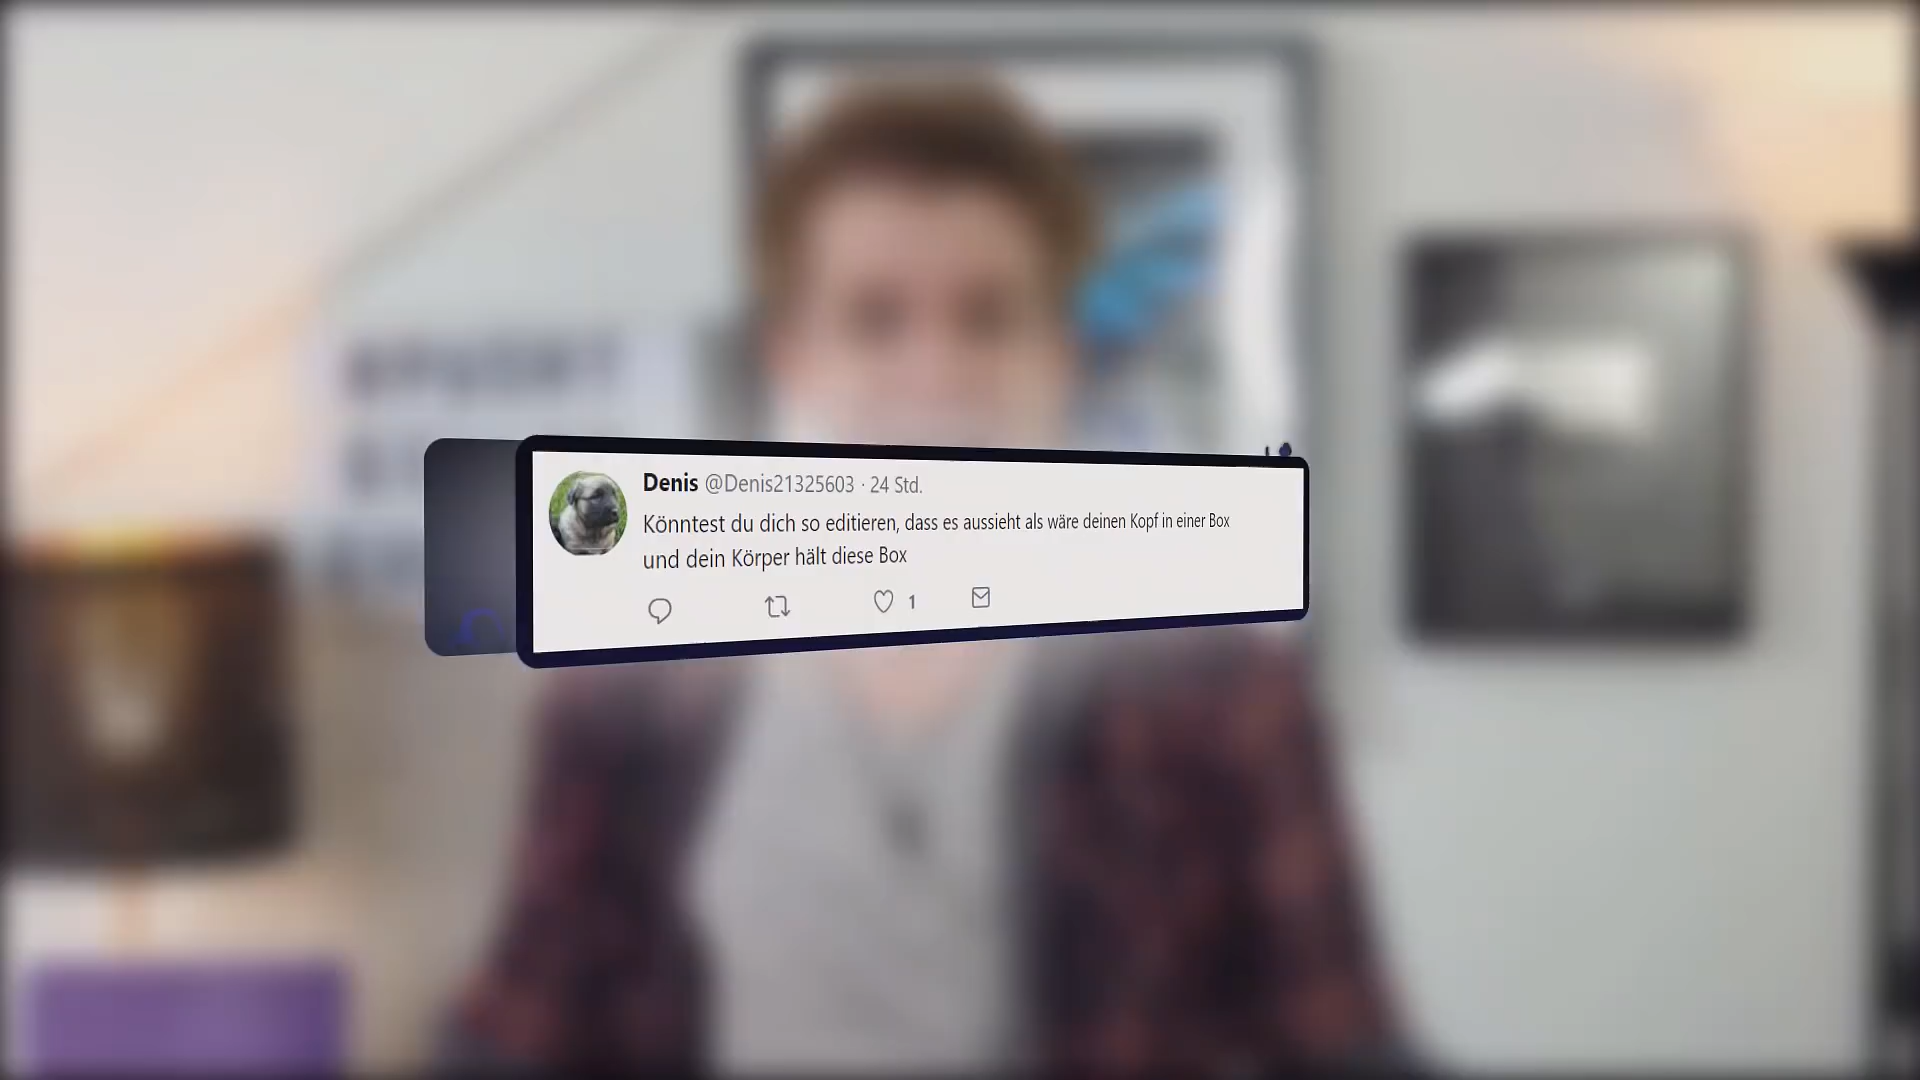 Denis @Denis21325603 · 24 Std.
Könntest du dich so editieren, dass es aussieht als wäre deinen Kopf in einer Box
und dein Körper hält diese Box
1